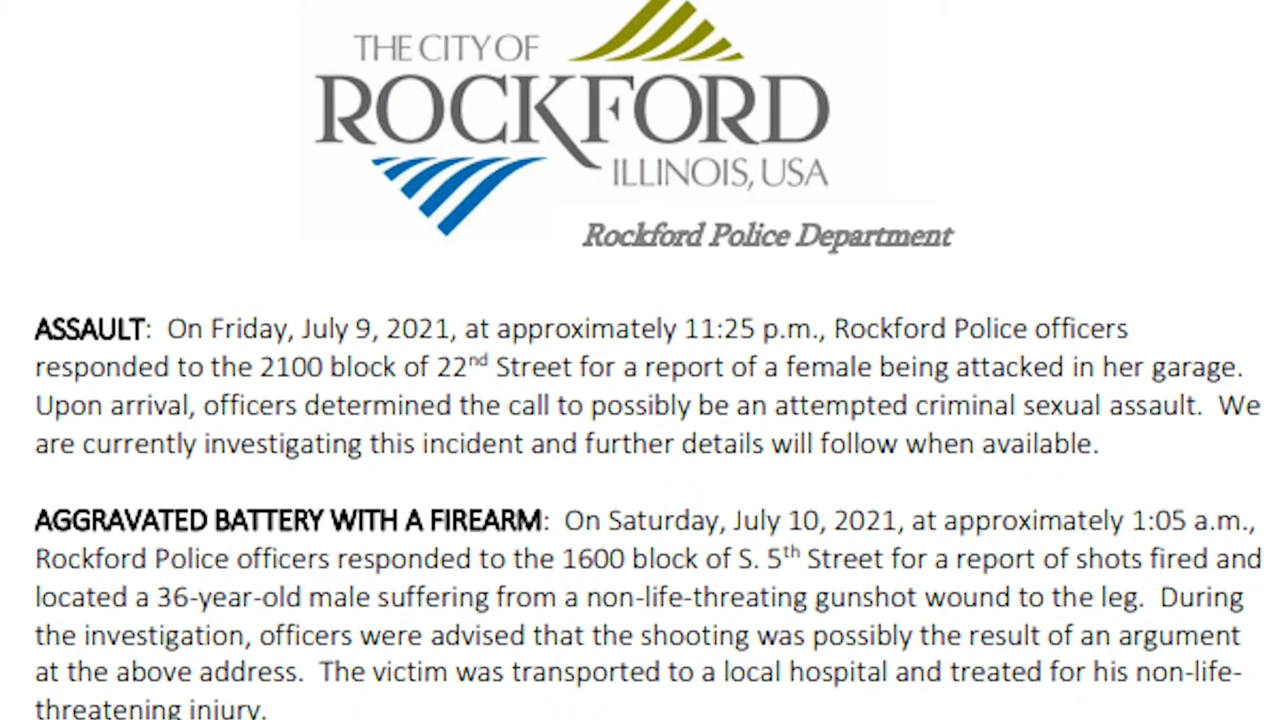 THE CITY OF
ROCKFORD
ILLINOIS, USA
Rockford Police Department
ASSAULT:  On Friday, July 9, 2021, at approximately 11:25 p.m., Rockford Police officers
responded to the 2100 block of 22nd Street for a report of a female being attacked in her garage.
Upon arrival, officers determined the call to possibly be an attempted criminal sexual assault.  We
are currently investigating this incident and further details will follow when available.
AGGRAVATED BATTERY WITH A FIREARM:  On Saturday, July 10, 2021, at approximately 1:05 a.m.,
Rockford Police officers responded to the 1600 block of S. 5th Street for a report of shots fired and
located a 36-year-old male suffering from a non-life-threating gunshot wound to the leg.  During
the investigation, officers were advised that the shooting was possibly the result of an argument
at the above address.  The victim was transported to a local hospital and treated for his non-life-
threatening injury.